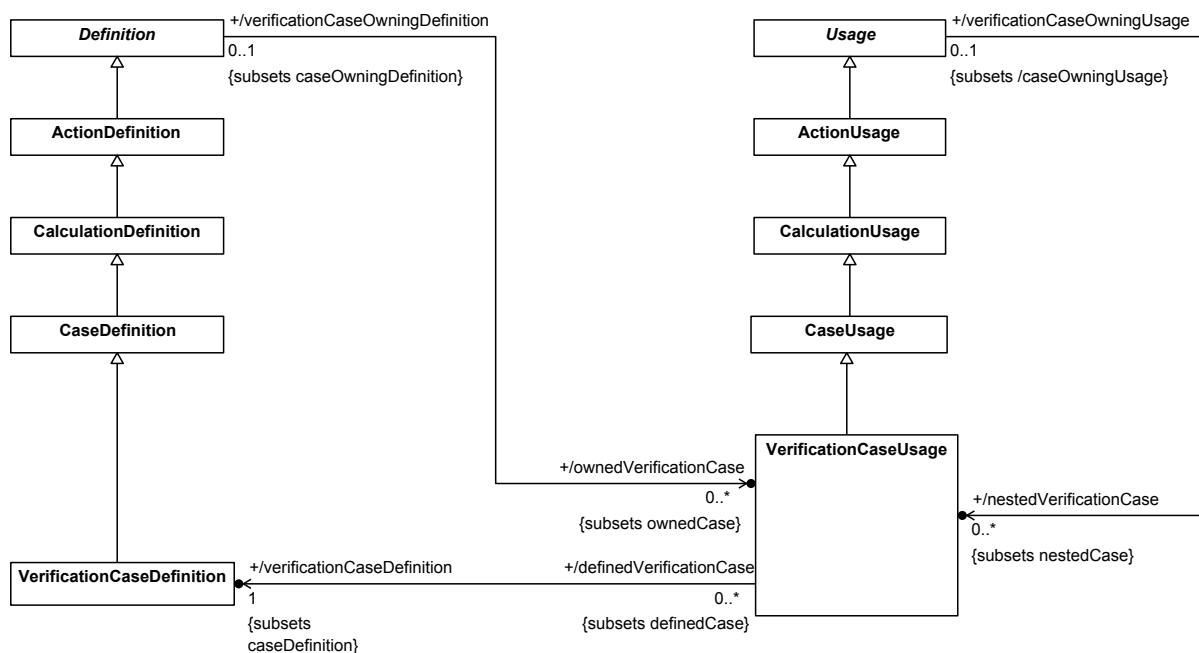 +/verificationCaseOwningDefinition
+/verificationCaseOwningUsage
Definition
Usage
0..1
0..1
{subsets caseOwningDefinition}
{subsets /caseOwningUsage}
ActionDefinition
ActionUsage
CalculationDefinition
CalculationUsage
CaseDefinition
CaseUsage
VerificationCaseUsage
+/ownedVerificationCase
0..*
{subsets ownedCase}
+/nestedVerificationCase
0..*
{subsets nestedCase}
VerificationCaseDefinition
+/verificationCaseDefinition
1
{subsets
caseDefinition}
+/definedVerificationCase
0..*
{subsets definedCase}